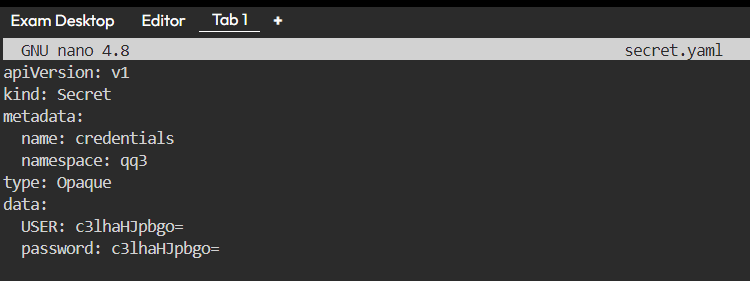 Exam Desktop Editor Tab 1 +
GNU nano 4.8 secret.yaml
apiVersion: v1
kind: Secret
metadata:
  name: credentials
  namespace: qq3
type: Opaque
data:
  USER: c3lhaHJpbgo=
  password: c3lhaHJpbgo=